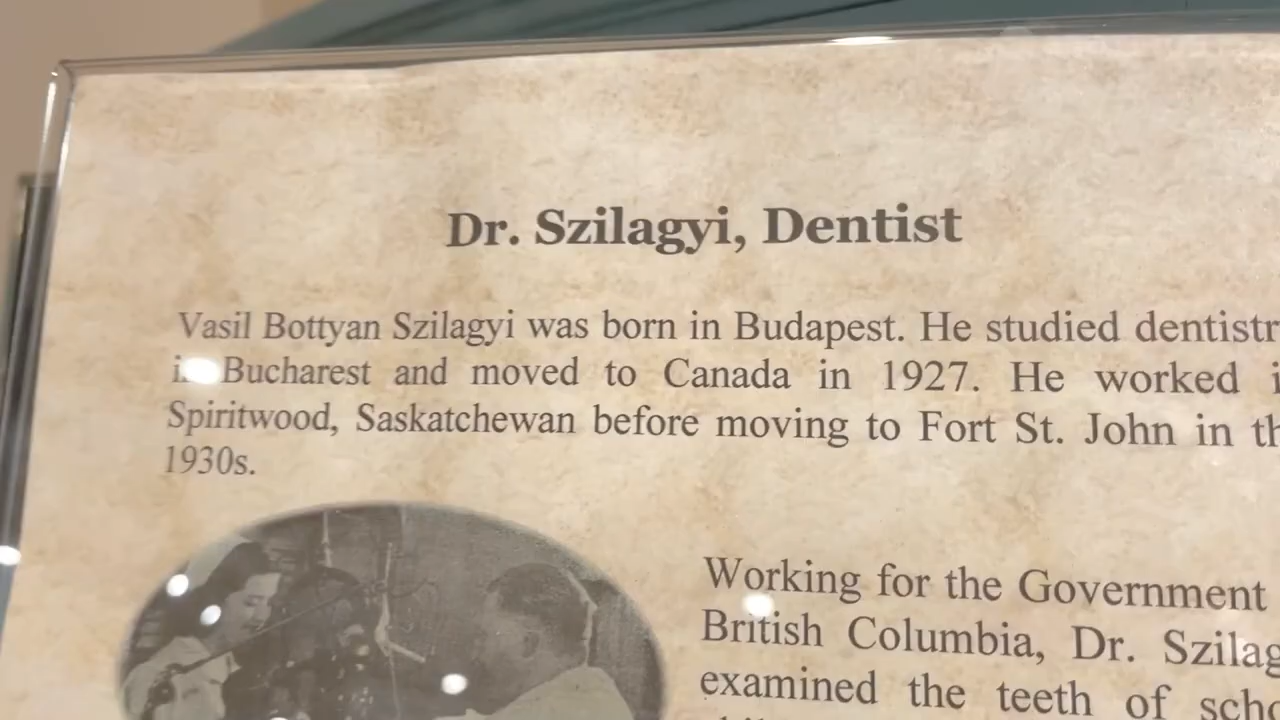 Dr. Szilagyi, Dentist
Vasil Bottyan Szilagyi was born in Budapest. He studied dentistr
Bucharest and moved to Canada in 1927. He worked i
Spiritwood, Saskatchewan before moving to Fort St. John in th
1930s.
Working for the Government
British Columbia, Dr. Szilag
examined the teeth of scho